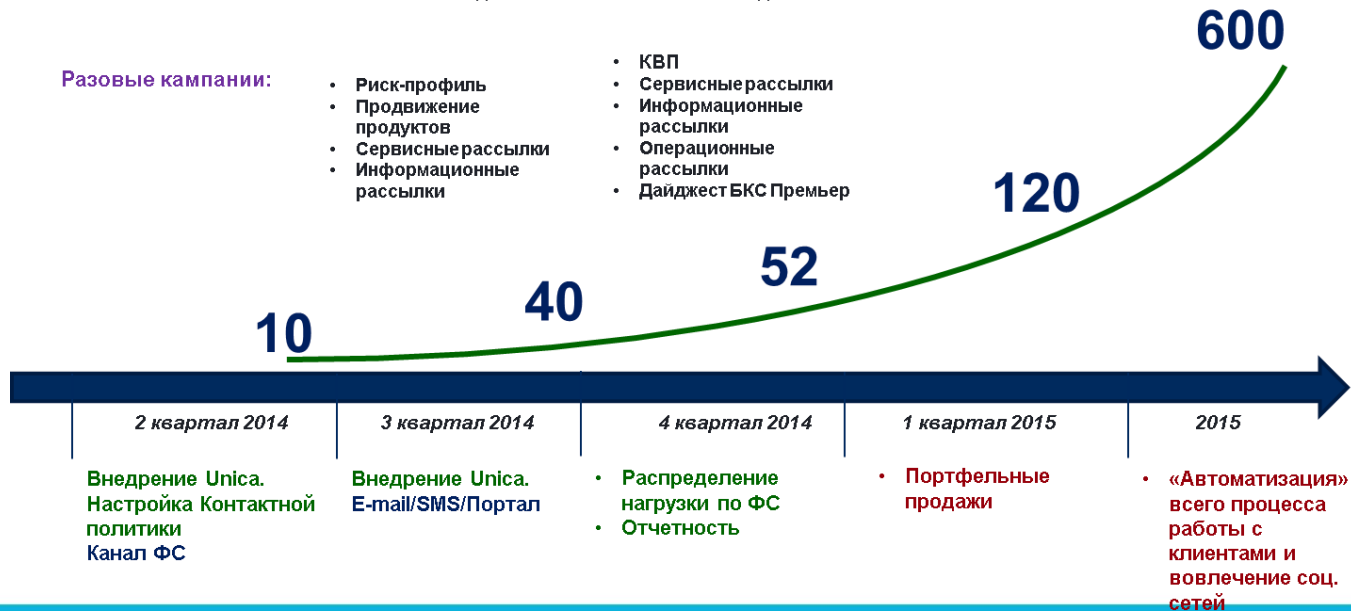 600
Разовые кампании:
• Риск-профиль
• Продвижение
продуктов
• Сервисные рассылки
• Информационные
рассылки
• КВП
• Сервисные рассылки
• Информационные
рассылки
• Операционные
рассылки
• Дайджест БКС Премьер
120
52
40
10
2 квартал 2014
3 квартал 2014
4 квартал 2014
1 квартал 2015
2015
Внедрение Unica.
Настройка Контактной
политики
Канал ФС
Внедрение Unica.
E-mail/SMS/Портал
• Распределение
нагрузки по ФС
• Отчетность
• Портфельные
продажи
• «Автоматизация»
всего процесса
работы с
клиентами и
вовлечение соц.
сетей